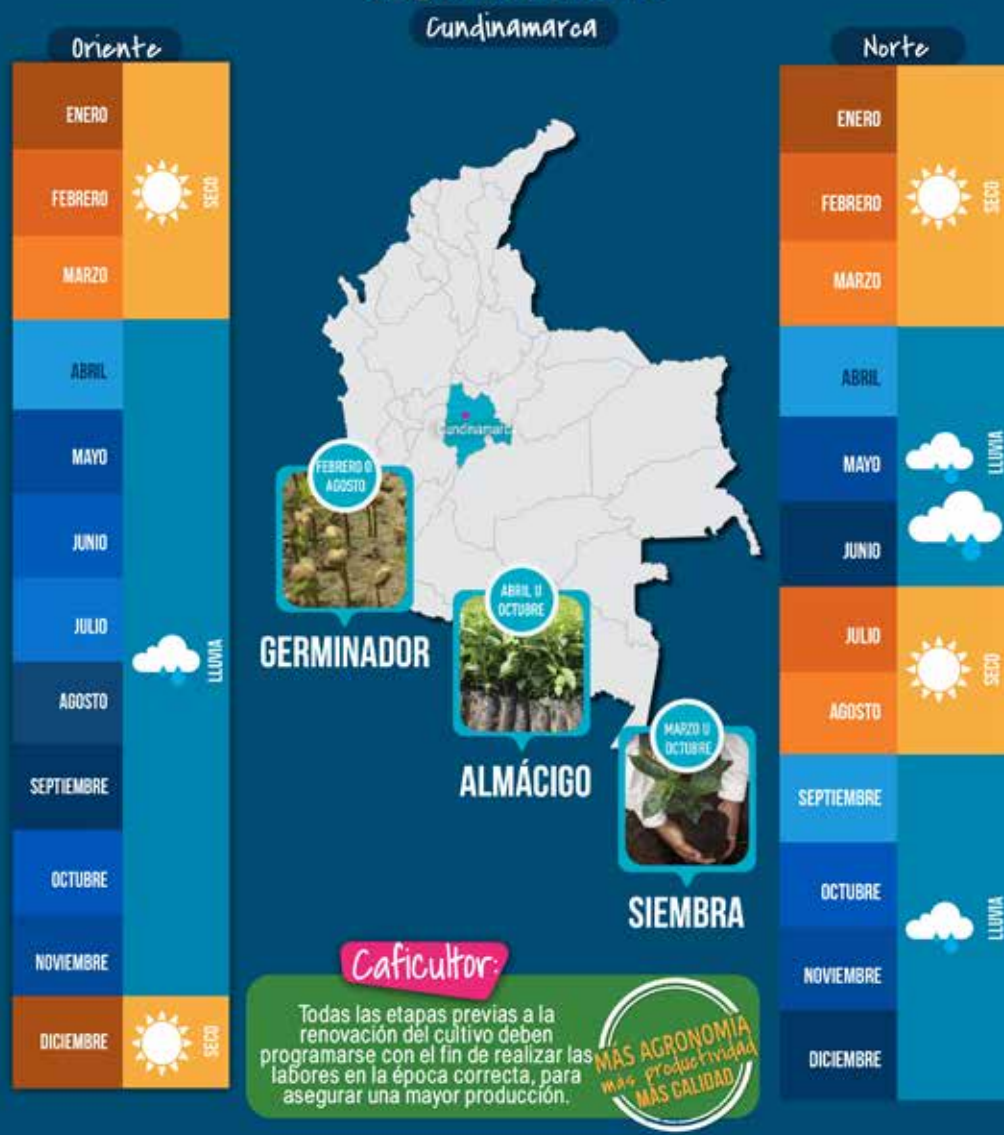 Cundinamarca
Oriente
ENERO
FEBRERO
MARZO
ABRIL
MAYO
JUNIO
JULIO
AGOSTO
SEPTIEMBRE
OCTUBRE
NOVIEMBRE
DICIEMBRE
SECO
LLUVIA
SECO
Cundinamarc
FEBRERO O
AGOSTO
GERMINADOR
ABRIL U
OCTUBRE
ALMÁCIGO
MARZO U
OCTUBRE
SIEMBRA
Caficultor:
Todas las etapas previas a la
renovación del cultivo deben
programarse con el fin de realizar las
labores en la época correcta, para
asegurar una mayor producción.
MÁS AGRONOMÍA
más productividad
MÁS CALIDAD
Norte
ENERO
FEBRERO
MARZO
ABRIL
MAYO
JUNIO
JULIO
AGOSTO
SEPTIEMBRE
OCTUBRE
NOVIEMBRE
DICIEMBRE
SECO
LLUVIA
SECO
LLUVIA